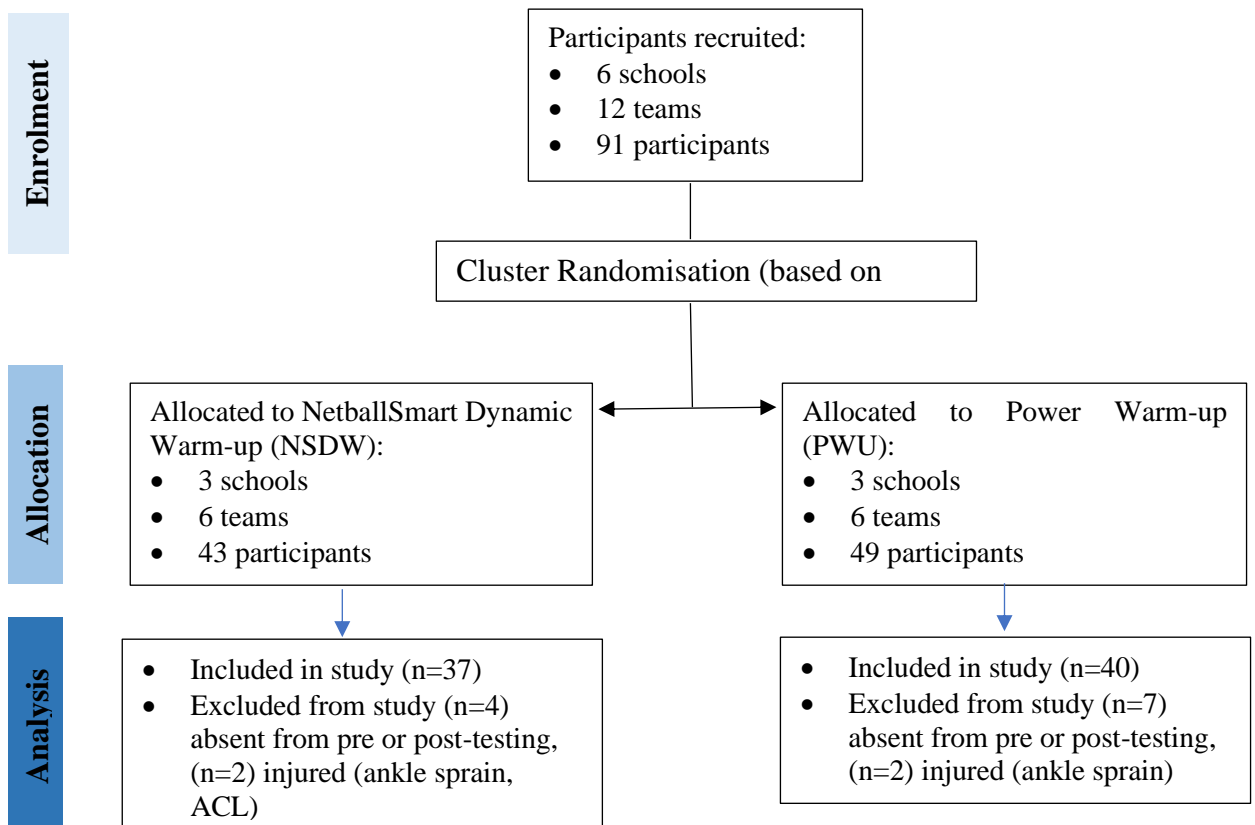 Enrolment
Participants recruited:
• 6 schools
• 12 teams
• 91 participants
Cluster Randomisation (based on
Allocation
Allocated to NetballSmart Dynamic
Warm-up (NSDW):
• 3 schools
• 6 teams
• 43 participants
Allocated to Power Warm-up
(PWU):
• 3 schools
• 6 teams
• 49 participants
Analysis
• Included in study (n=37)
• Excluded from study (n=4)
absent from pre or post-testing,
(n=2) injured (ankle sprain,
ACL)
• Included in study (n=40)
• Excluded from study (n=7)
absent from pre or post-testing,
(n=2) injured (ankle sprain)